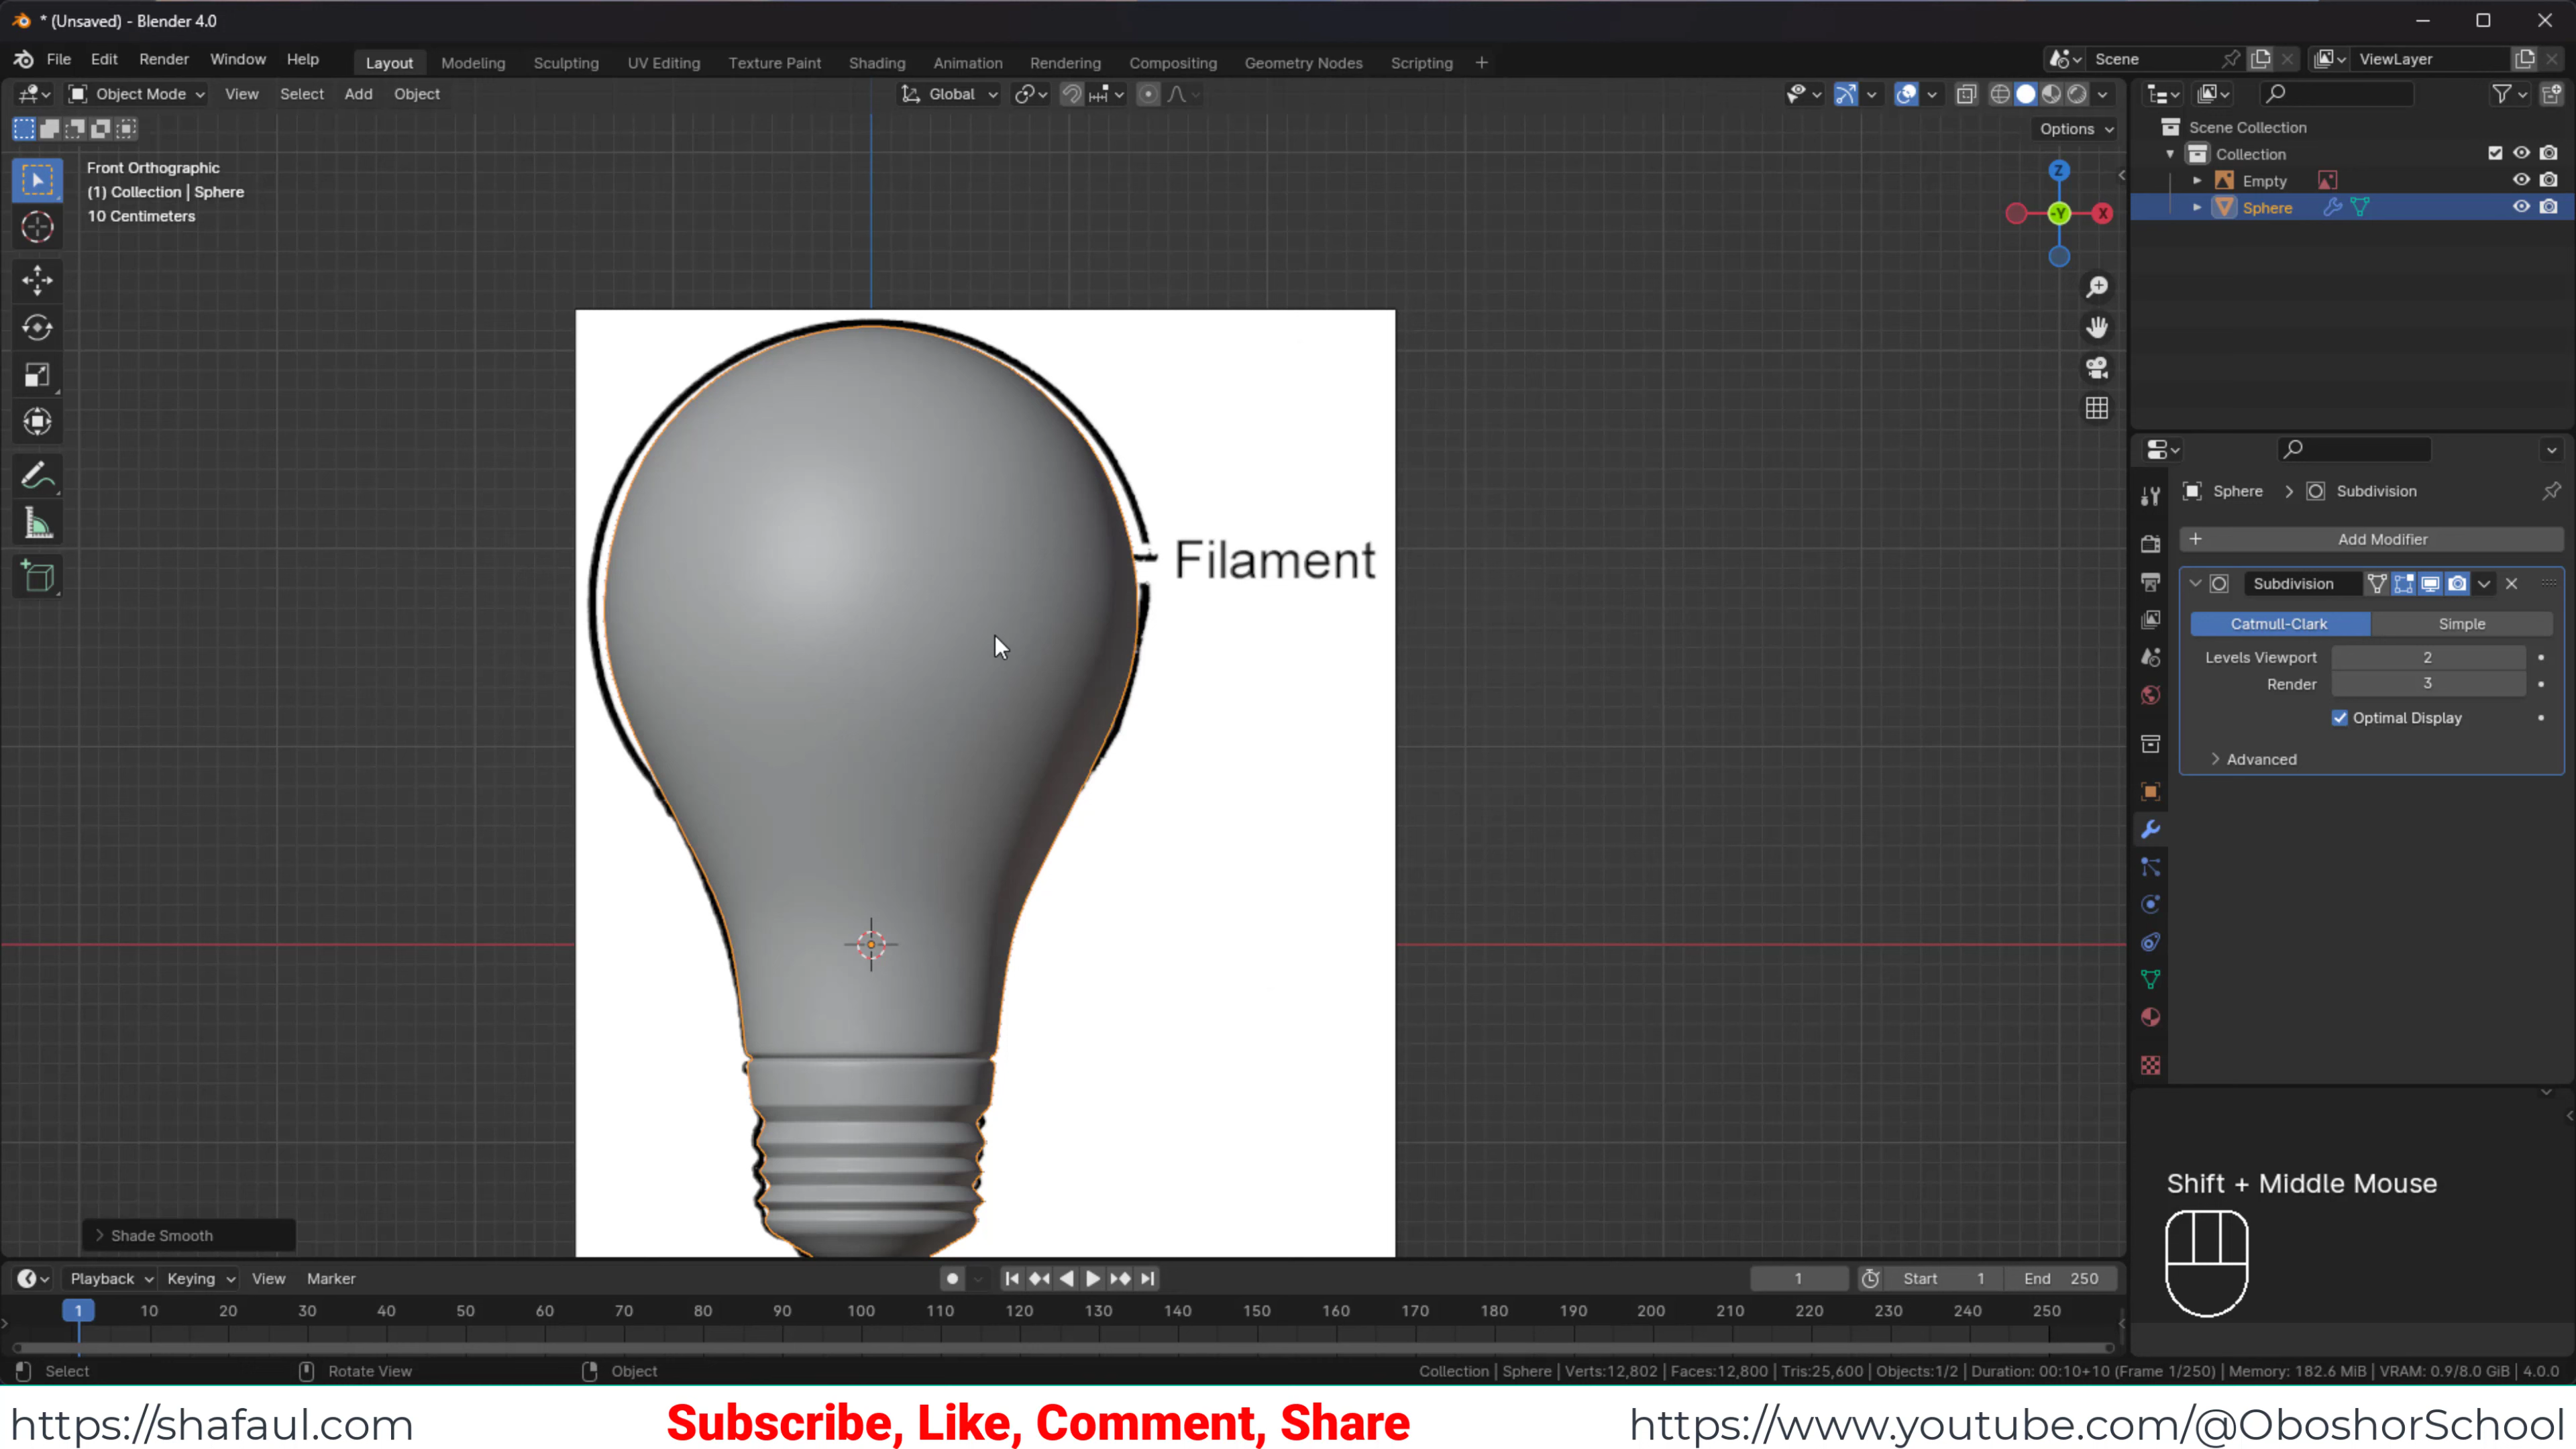 * (Unsaved) - Blender 4.0
File Edit Render Window Help Layout Modeling Sculpting UV Editing Texture Paint Shading Animation Rendering Compositing Geometry Nodes Scripting + Scene ViewLayer
Object Mode View Select Add Object Global
Options
Front Orthographic
(1) Collection | Sphere
10 Centimeters
Z
-Y
X
Filament
Shade Smooth
Scene Collection
Collection
Empty
Sphere
Sphere > Subdivision
+ Add Modifier
Subdivision
Catmull-Clark Simple
Levels Viewport 2
Render 3
Optimal Display
Advanced
Shift + Middle Mouse
Playback Keying View Marker 1 Start 1 End 250
1 10 20 30 40 50 60 70 80 90 100 110 120 130 140 150 160 170 180 190 200 210 220 230 240 250
Select Rotate View Object Collection | Sphere | Verts:12,802 | Faces:12,800 | Tris:25,600 | Objects:1/2 | Duration: 00:10+10 (Frame 1/250) | Memory: 182.6 MiB | VRAM: 0.9/8.0 GiB | 4.0.0
https://shafaul.com Subscribe, Like, Comment, Share https://www.youtube.com/@OboshorSchool